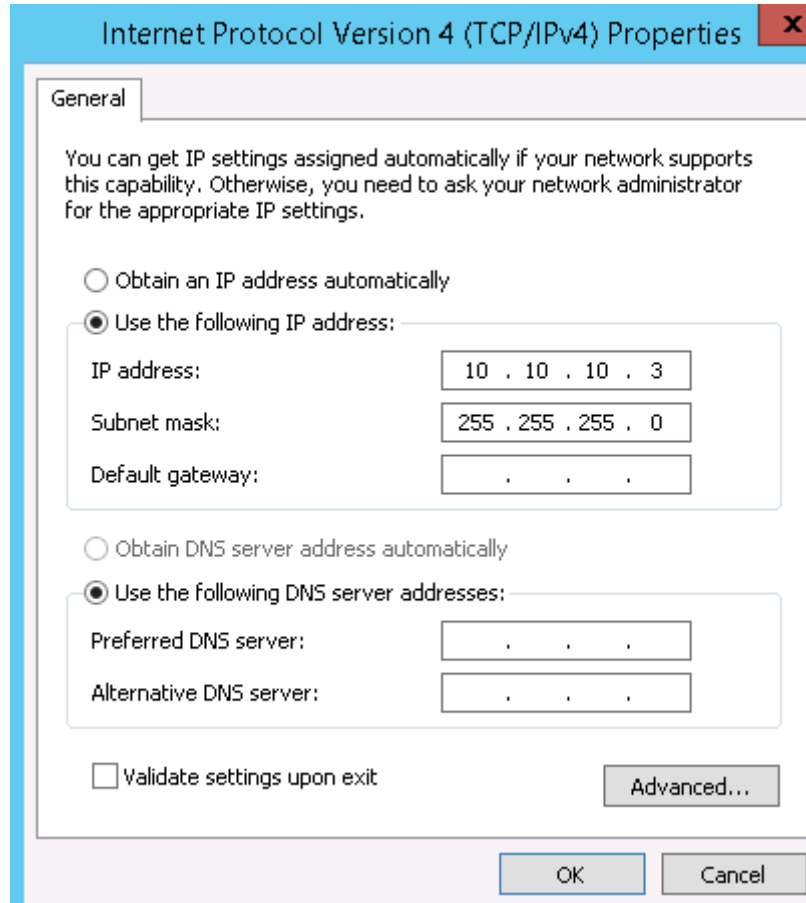 Internet Protocol Version 4 (TCP/IPv4) Properties
x
General
You can get IP settings assigned automatically if your network supports
this capability. Otherwise, you need to ask your network administrator
for the appropriate IP settings.
Obtain an IP address automatically
Use the following IP address:
IP address: 10 . 10 . 10 . 3
Subnet mask: 255 . 255 . 255 . 0
Default gateway: . . .
Obtain DNS server address automatically
Use the following DNS server addresses:
Preferred DNS server: . . .
Alternative DNS server: . . .
Validate settings upon exit
Advanced...
OK Cancel